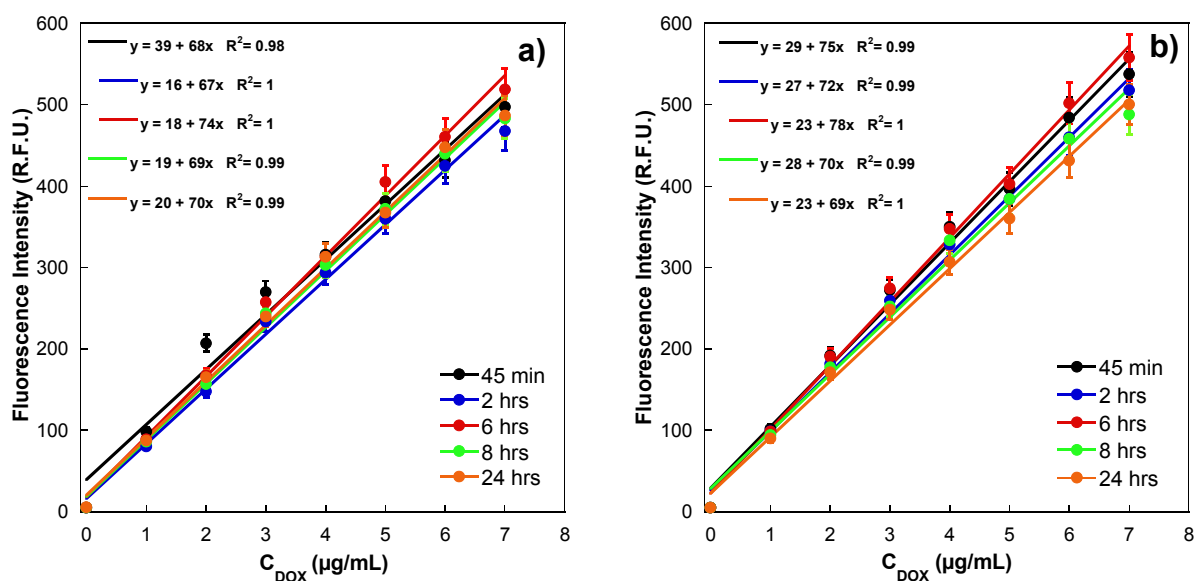 a)
y = 39 + 68x R²= 0.98
y = 16 + 67x R²= 1
y = 18 + 74x R²= 1
y = 19 + 69x R²= 0.99
y = 20 + 70x R²= 0.99
600
500
400
300
200
100
0
Fluorescence Intensity (R.F.U.)
45 min
2 hrs
6 hrs
8 hrs
24 hrs
0 1 2 3 4 5 6 7 8
C_DOX (µg/mL)
b)
y = 29 + 75x R²= 0.99
y = 27 + 72x R²= 0.99
y = 23 + 78x R²= 1
y = 28 + 70x R²= 0.99
y = 23 + 69x R²= 1
600
500
400
300
200
100
0
Fluorescence Intensity (R.F.U.)
45 min
2 hrs
6 hrs
8 hrs
24 hrs
0 1 2 3 4 5 6 7 8
C_DOX (µg/mL)